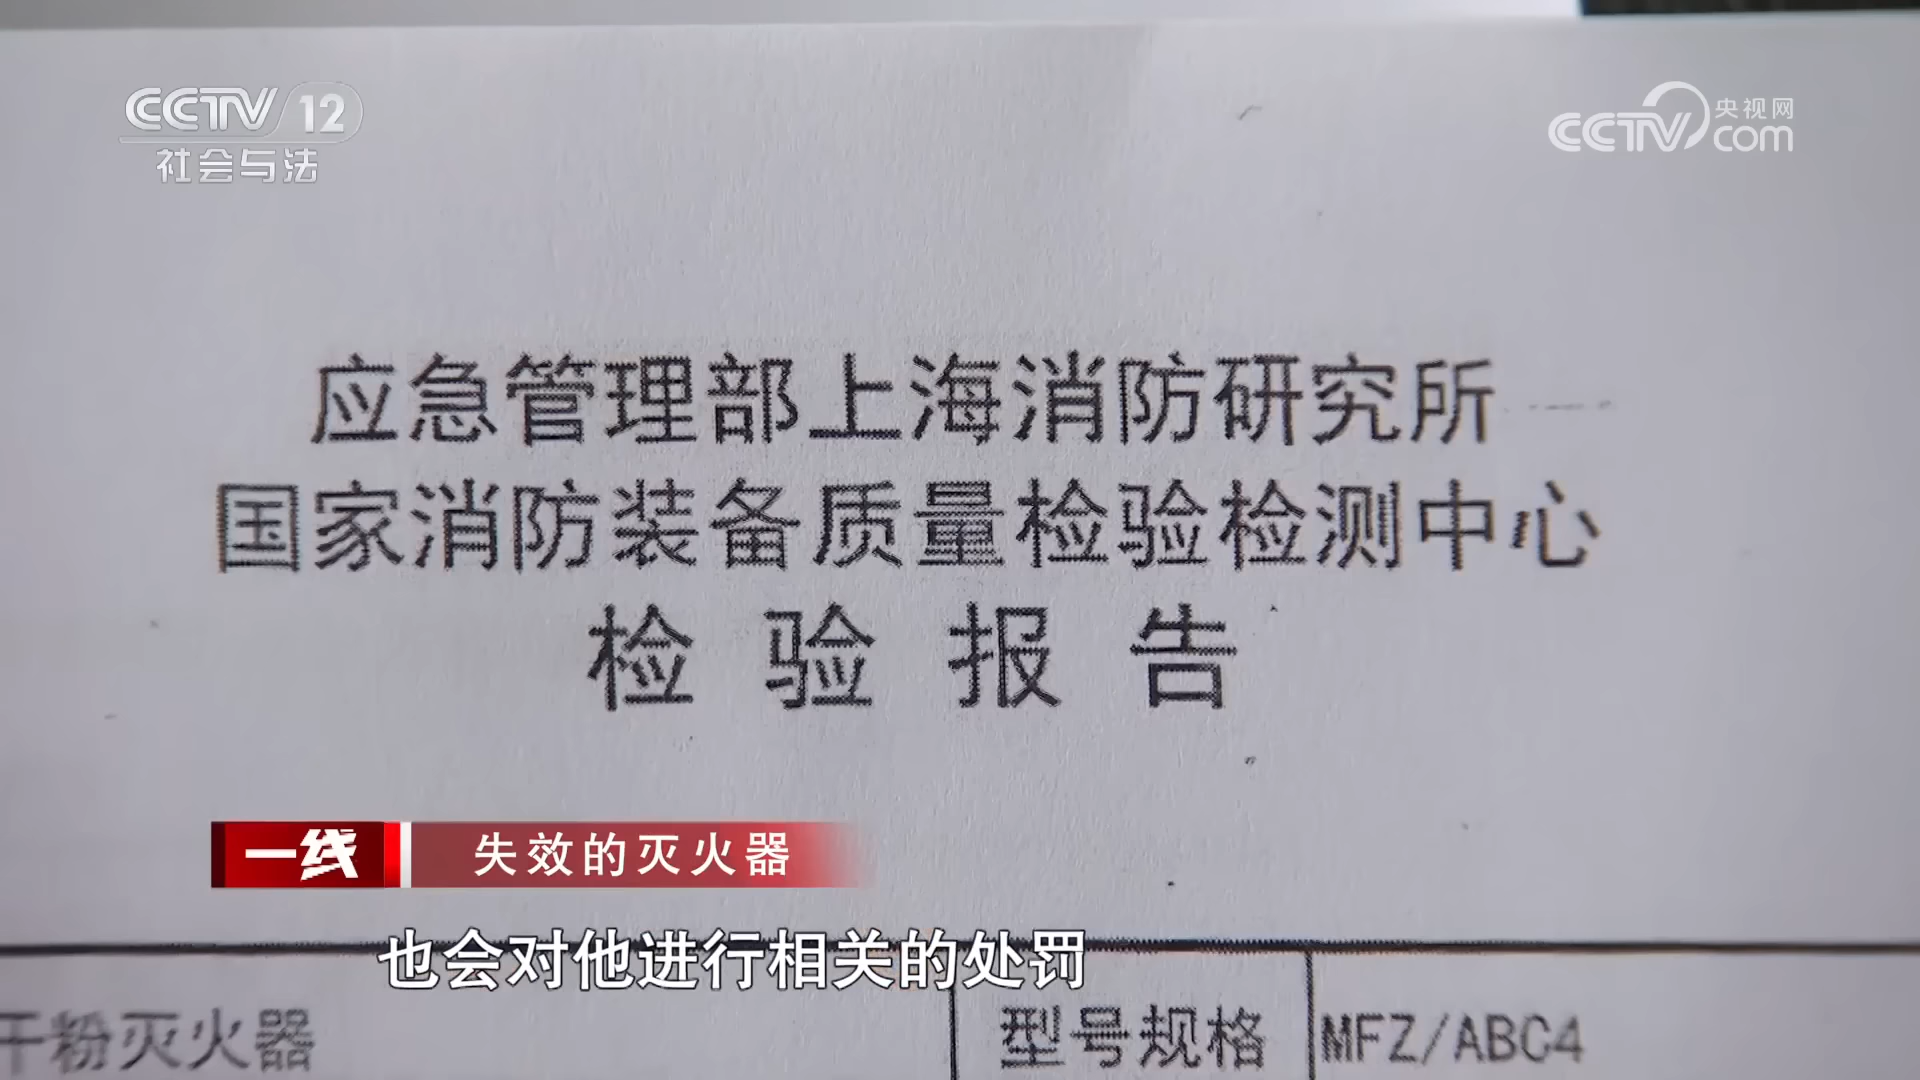 CCTV 12
社会与法
央视网
CCTV com
应急管理部上海消防研究所
国家消防装备质量检验检测中心
检验报告
一线 失效的灭火器
也会对他进行相关的处罚
干粉灭火器 型号规格 MFZ/ABC4